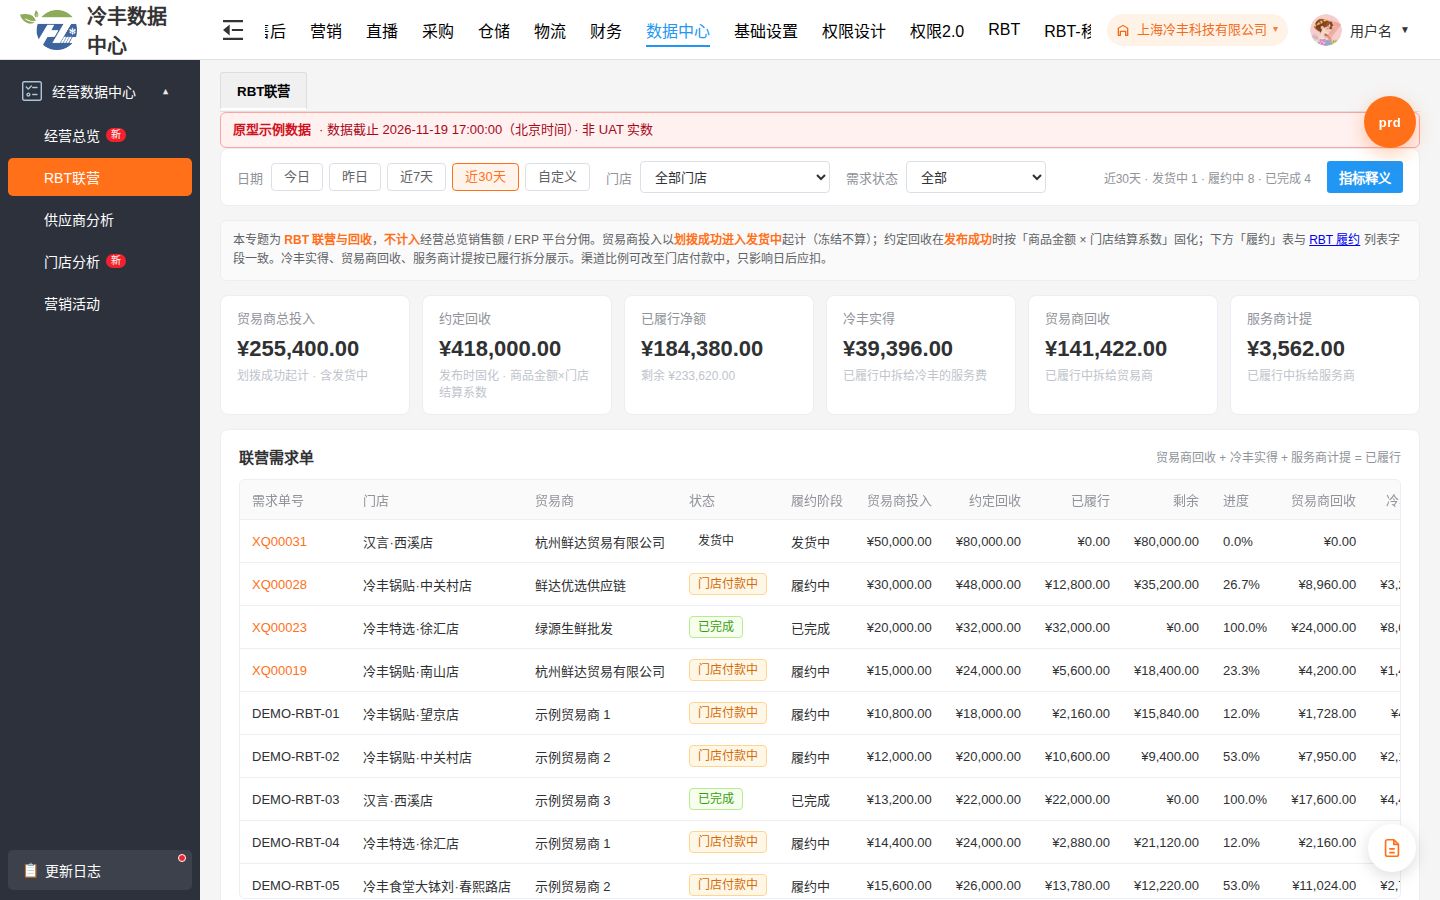 冷丰数据中心
售后 营销 直播 采购 仓储 物流 财务 数据中心 基础设置 权限设计 权限2.0 RBT RBT-移
上海冷丰科技有限公司 ▾
用户名 ▼
经营数据中心 ▲
经营总览 新
RBT联营
供应商分析
门店分析 新
营销活动
更新日志
RBT联营
prd
原型示例数据 · 数据截止 2026-11-19 17:00:00（北京时间）· 非 UAT 实数
日期 今日 昨日 近7天 近30天 自定义 门店 全部门店 需求状态 全部 近30天 · 发货中 1 · 履约中 8 · 已完成 4 指标释义
本专题为 RBT 联营与回收，不计入经营总览销售额 / ERP 平台分佣。贸易商投入以划拨成功进入发货中起计（冻结不算）；约定回收在发布成功时按「商品金额 × 门店结算系数」固化；下方「履约」表与 RBT 履约 列表字
段一致。冷丰实得、贸易商回收、服务商计提按已履行拆分展示。渠道比例可改至门店付款中，只影响日后应扣。
贸易商总投入
¥255,400.00
划拨成功起计 · 含发货中
约定回收
¥418,000.00
发布时固化 · 商品金额×门店
结算系数
已履行净额
¥184,380.00
剩余 ¥233,620.00
冷丰实得
¥39,396.00
已履行中拆给冷丰的服务费
贸易商回收
¥141,422.00
已履行中拆给贸易商
服务商计提
¥3,562.00
已履行中拆给服务商
联营需求单 贸易商回收 + 冷丰实得 + 服务商计提 = 已履行
需求单号 门店 贸易商 状态 履约阶段 贸易商投入 约定回收 已履行 剩余 进度 贸易商回收 冷
XQ00031 汉言·西溪店 杭州鲜达贸易有限公司 发货中 发货中 ¥50,000.00 ¥80,000.00 ¥0.00 ¥80,000.00 0.0% ¥0.00
XQ00028 冷丰锅贴·中关村店 鲜达优选供应链 门店付款中 履约中 ¥30,000.00 ¥48,000.00 ¥12,800.00 ¥35,200.00 26.7% ¥8,960.00 ¥3,
XQ00023 冷丰特选·徐汇店 绿源生鲜批发 已完成 已完成 ¥20,000.00 ¥32,000.00 ¥32,000.00 ¥0.00 100.0% ¥24,000.00 ¥8,
XQ00019 冷丰锅贴·南山店 杭州鲜达贸易有限公司 门店付款中 履约中 ¥15,000.00 ¥24,000.00 ¥5,600.00 ¥18,400.00 23.3% ¥4,200.00 ¥1,
DEMO-RBT-01 冷丰锅贴·望京店 示例贸易商 1 门店付款中 履约中 ¥10,800.00 ¥18,000.00 ¥2,160.00 ¥15,840.00 12.0% ¥1,728.00 ¥
DEMO-RBT-02 冷丰锅贴·中关村店 示例贸易商 2 门店付款中 履约中 ¥12,000.00 ¥20,000.00 ¥10,600.00 ¥9,400.00 53.0% ¥7,950.00 ¥2,
DEMO-RBT-03 汉言·西溪店 示例贸易商 3 已完成 已完成 ¥13,200.00 ¥22,000.00 ¥22,000.00 ¥0.00 100.0% ¥17,600.00 ¥4,
DEMO-RBT-04 冷丰特选·徐汇店 示例贸易商 1 门店付款中 履约中 ¥14,400.00 ¥24,000.00 ¥2,880.00 ¥21,120.00 12.0% ¥2,160.00
DEMO-RBT-05 冷丰食堂大钵刘·春熙路店 示例贸易商 2 门店付款中 履约中 ¥15,600.00 ¥26,000.00 ¥13,780.00 ¥12,220.00 53.0% ¥11,024.00 ¥2,